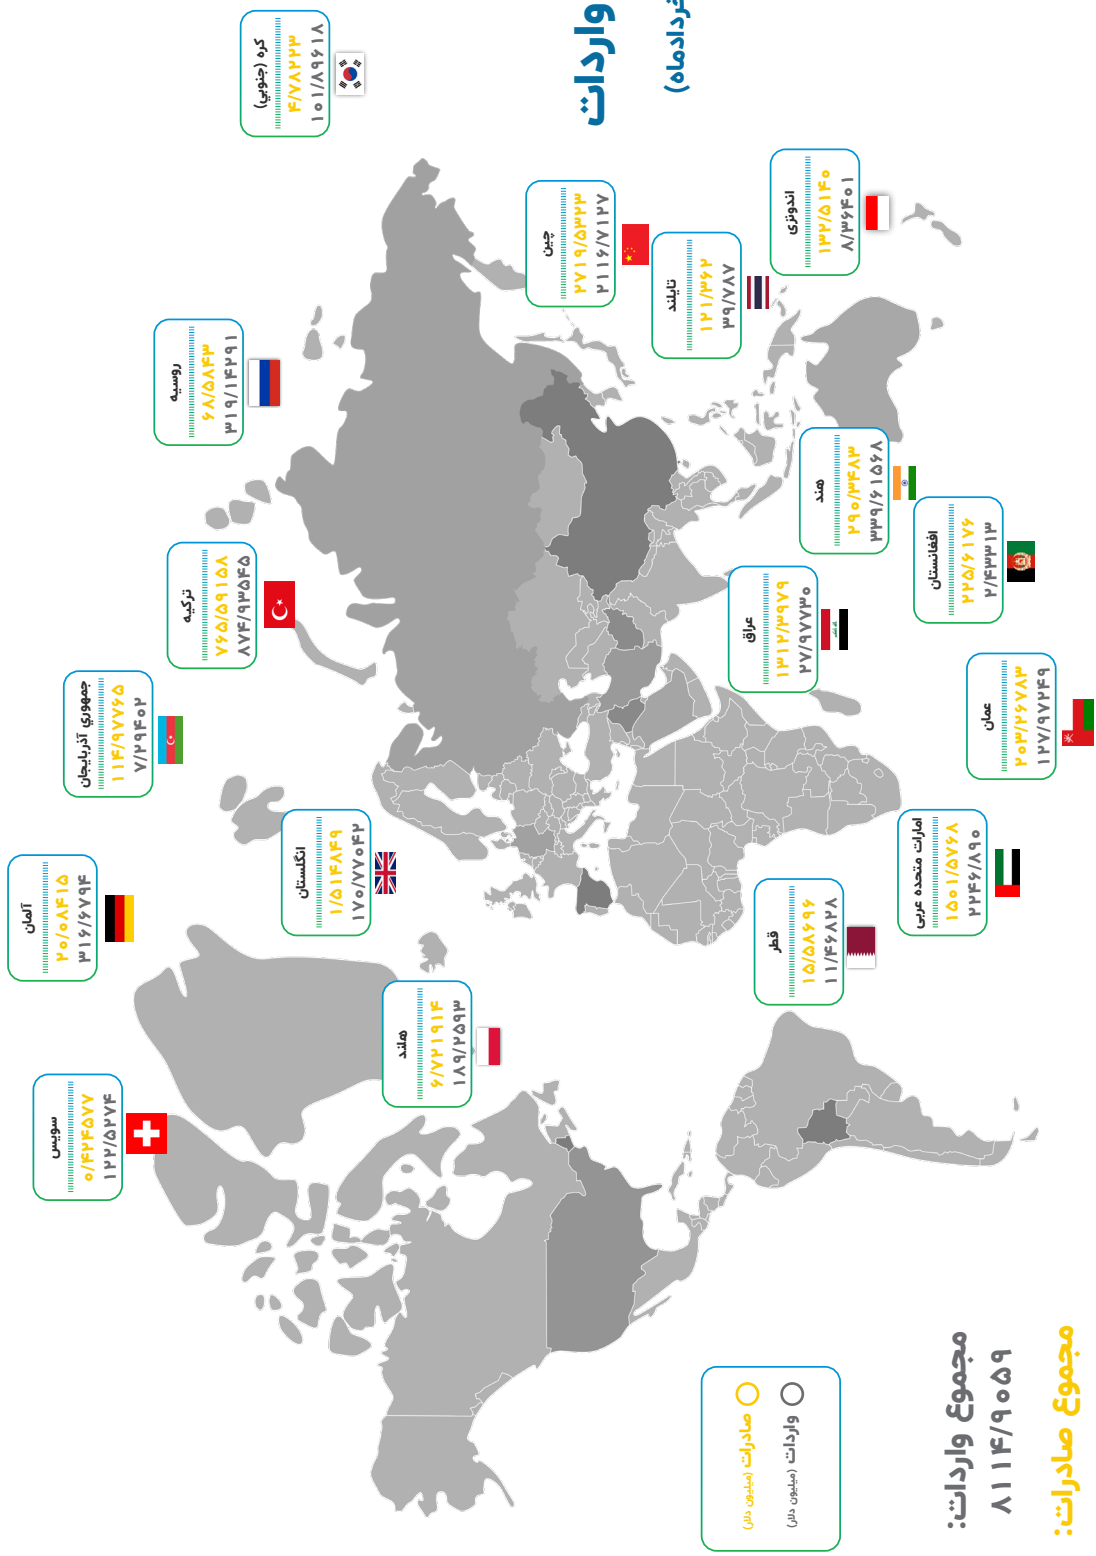 واردات
خردادماه)
کره (جنوبی)
۴/۷۸۲۲۳
۱۰۱/۸۹۶۱۸
چین
۲۷۱۹/۵۳۲۳
۲۱۱۶/۷۱۲۷
اندونزی
۱۳۲/۵۱۴۰
۸/۳۶۴۰۱
تایلند
۱۲۱/۳۶۲
۳۹/۷۸۷
روسیه
۶۸/۵۸۴۳
۳۱۹/۱۴۲۹۱
هند
۲۹۰/۳۴۸۳
۳۳۹/۶۱۵۶۸
افغانستان
۲۲۵/۶۱۷۶
۲/۴۳۳۱۳
ترکیه
۷۶۵/۵۹۱۵۸
۸۷۴/۹۳۵۴۵
عراق
۱۳۱۲/۳۹۷۹
۲۷/۹۷۷۳۰
عمان
۲۰۳/۲۶۷۸۳
۱۲۷/۹۷۲۴۹
جمهوری آذربایجان
۱۱۴/۹۷۷۶۵
۷/۲۹۴۰۲
انگلستان
۱/۵۱۴۸۴۹
۱۷۰/۷۷۰۴۲
امارات متحده عربی
۱۵۰۱/۵۷۶۸
۲۲۴۶/۸۹۰
آلمان
۲۰/۰۸۴۱۵
۳۱۶/۶۷۹۴
قطر
۱۵/۵۸۶۹۶
۱۱/۴۶۸۲۸
هلند
۶/۷۲۱۹۱۴
۱۸۹/۲۵۹۳
سویس
۰/۴۲۴۵۷۷
۱۲۲/۵۲۷۴
صادرات (میلیون دلار)
واردات (میلیون دلار)
مجموع واردات:
۸۱۱۴/۹۰۵۹
مجموع صادرات: